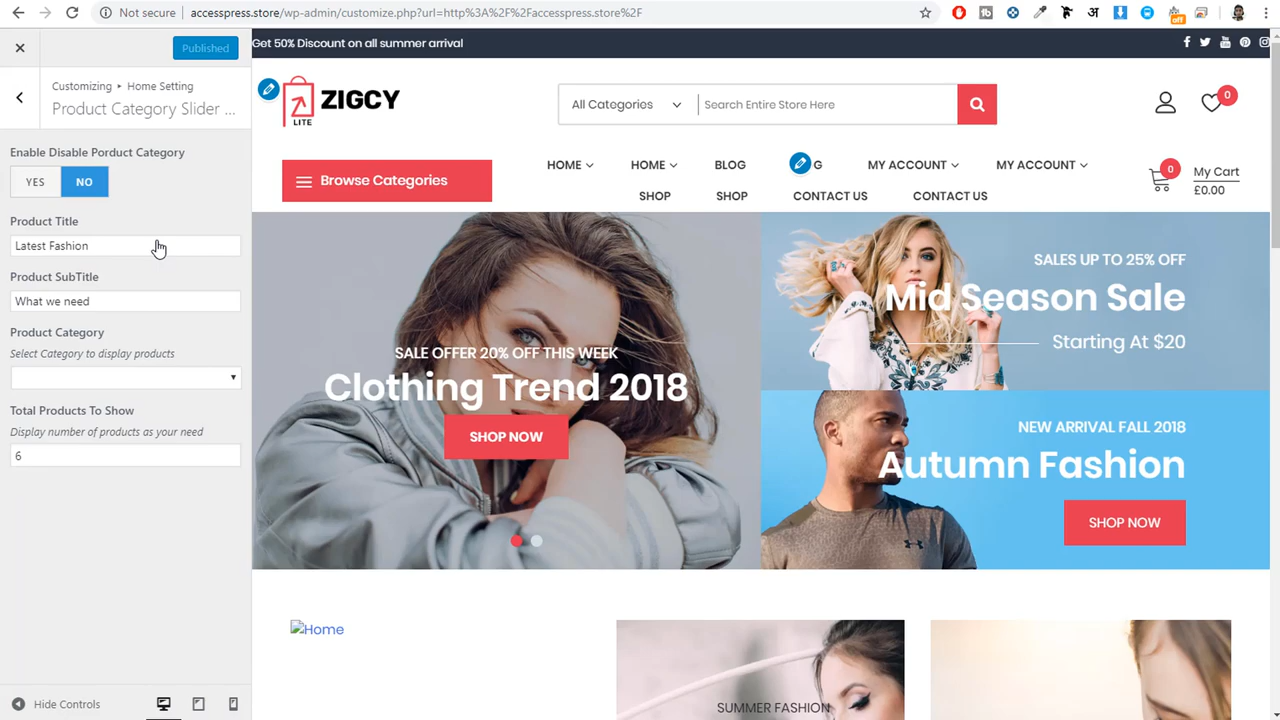 Not secure
accesspress.store/wp-admin/customize.php?url=http%3A%2F%2Faccesspress.store%2F
अ
off
Published
Customizing ▸ Home Setting
Product Category Slider ...
Enable Disable Porduct Category
YES NO
Product Title
Latest Fashion
Product SubTitle
What we need
Product Category
Select Category to display products
Total Products To Show
Display number of products as your need
6
Hide Controls
Get 50% Discount on all summer arrival
ZIGCY
LITE
All Categories
Search Entire Store Here
0
Browse Categories
HOME HOME BLOG G MY ACCOUNT MY ACCOUNT
SHOP SHOP CONTACT US CONTACT US
0
My Cart
£0.00
SALE OFFER 20% OFF THIS WEEK
Clothing Trend 2018
SHOP NOW
SALES UP TO 25% OFF
Mid Season Sale
Starting At $20
NEW ARRIVAL FALL 2018
Autumn Fashion
SHOP NOW
Home
SUMMER FASHION